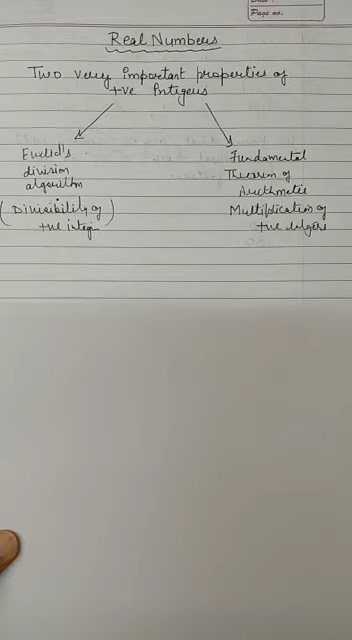 Page no.
Real Numbers
Two very important properties of
+ve Integers
Euclid's
division
algorithm
(Divisibility of
+ve integer)
Fundamental
Theorem of
Arithmetic
Multiplication of
+ve integers